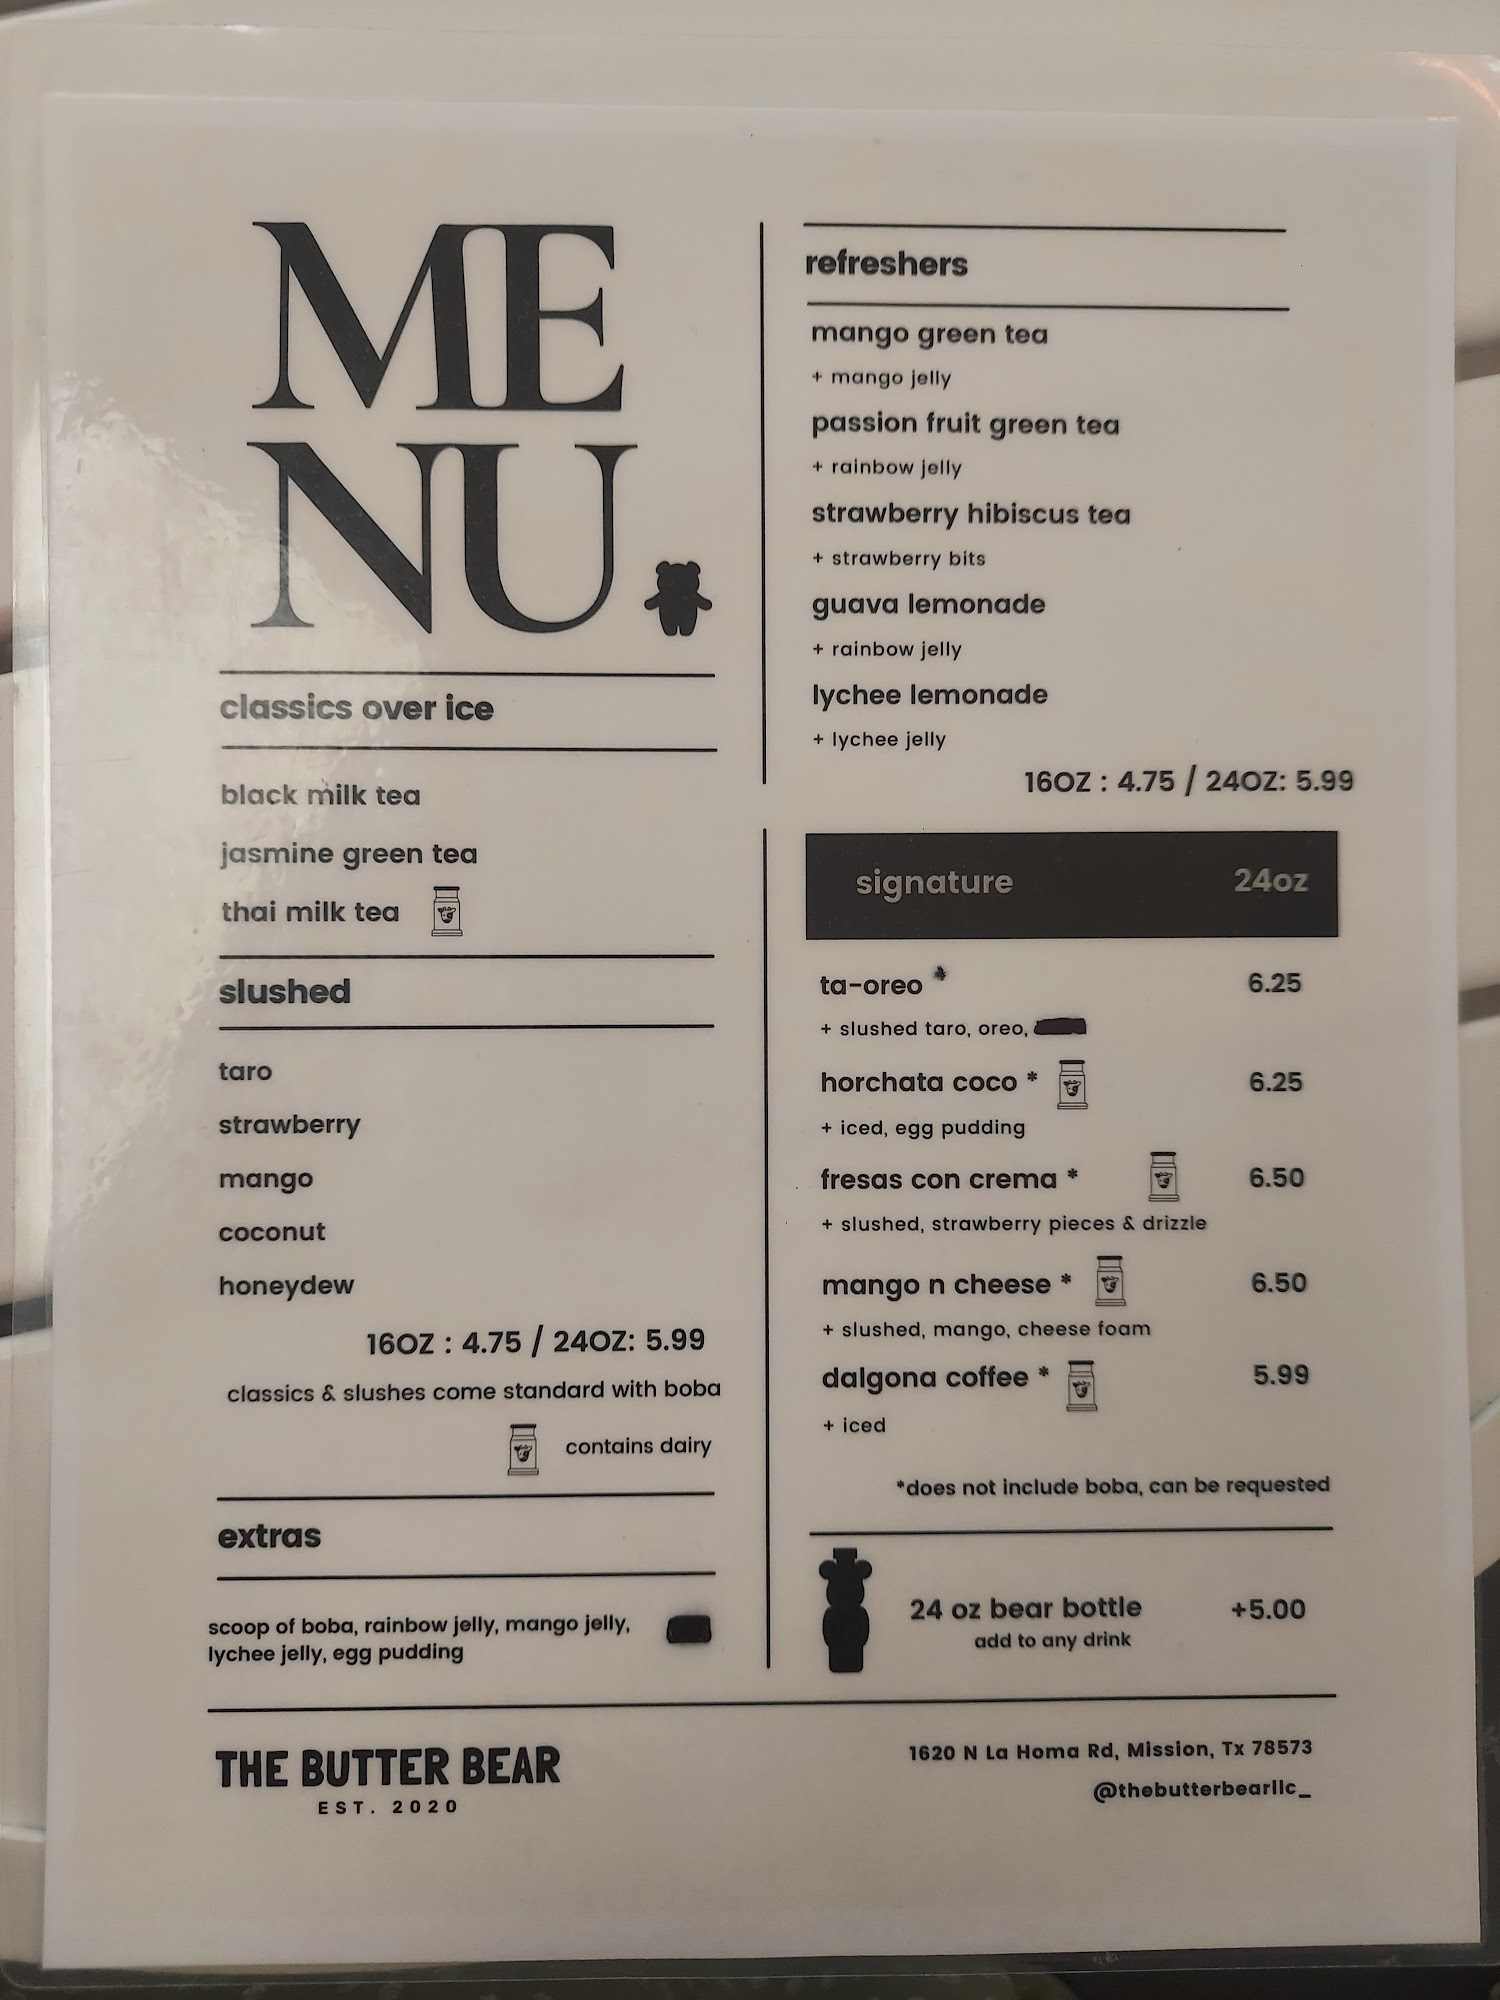 ME
NU
classics over ice
black milk tea
jasmine green tea
thai milk tea
slushed
taro
strawberry
mango
coconut
honeydew
16OZ : 4.75 / 24OZ: 5.99
classics & slushes come standard with boba
contains dairy
extras
scoop of boba, rainbow jelly, mango jelly,
lychee jelly, egg pudding
refreshers
mango green tea
+ mango jelly
passion fruit green tea
+ rainbow jelly
strawberry hibiscus tea
+ strawberry bits
guava lemonade
+ rainbow jelly
lychee lemonade
+ lychee jelly
16OZ : 4.75 / 24OZ: 5.99
signature 24oz
ta-oreo * 6.25
+ slushed taro, oreo,
horchata coco * 6.25
+ iced, egg pudding
fresas con crema * 6.50
+ slushed, strawberry pieces & drizzle
mango n cheese * 6.50
+ slushed, mango, cheese foam
dalgona coffee * 5.99
+ iced
*does not include boba, can be requested
24 oz bear bottle +5.00
add to any drink
THE BUTTER BEAR
EST. 2020
1620 N La Homa Rd, Mission, Tx 78573
@thebutterbearllc_